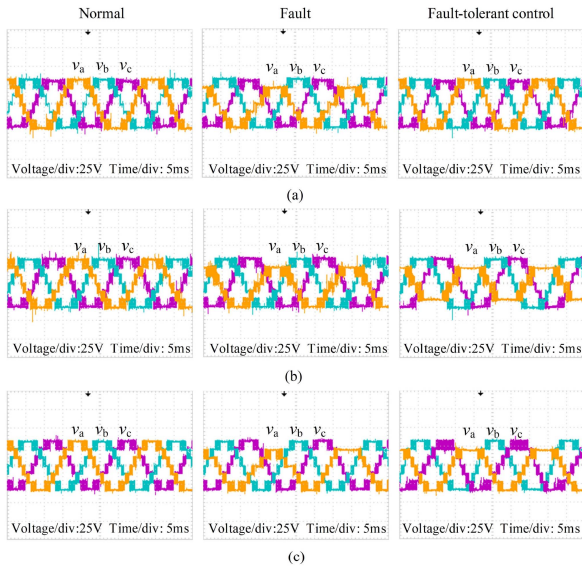 Normal Fault Fault-tolerant control
va vb vc va vb vc va vb vc
Voltage/div:25V Time/div: 5ms Voltage/div:25V Time/div: 5ms Voltage/div:25V Time/div: 5ms
(a)
va vb vc va vb vc va vb vc
Voltage/div:25V Time/div: 5ms Voltage/div:25V Time/div: 5ms Voltage/div:25V Time/div: 5ms
(b)
va vb vc va vb vc va vb vc
Voltage/div:25V Time/div: 5ms Voltage/div:25V Time/div: 5ms Voltage/div:25V Time/div: 5ms
(c)